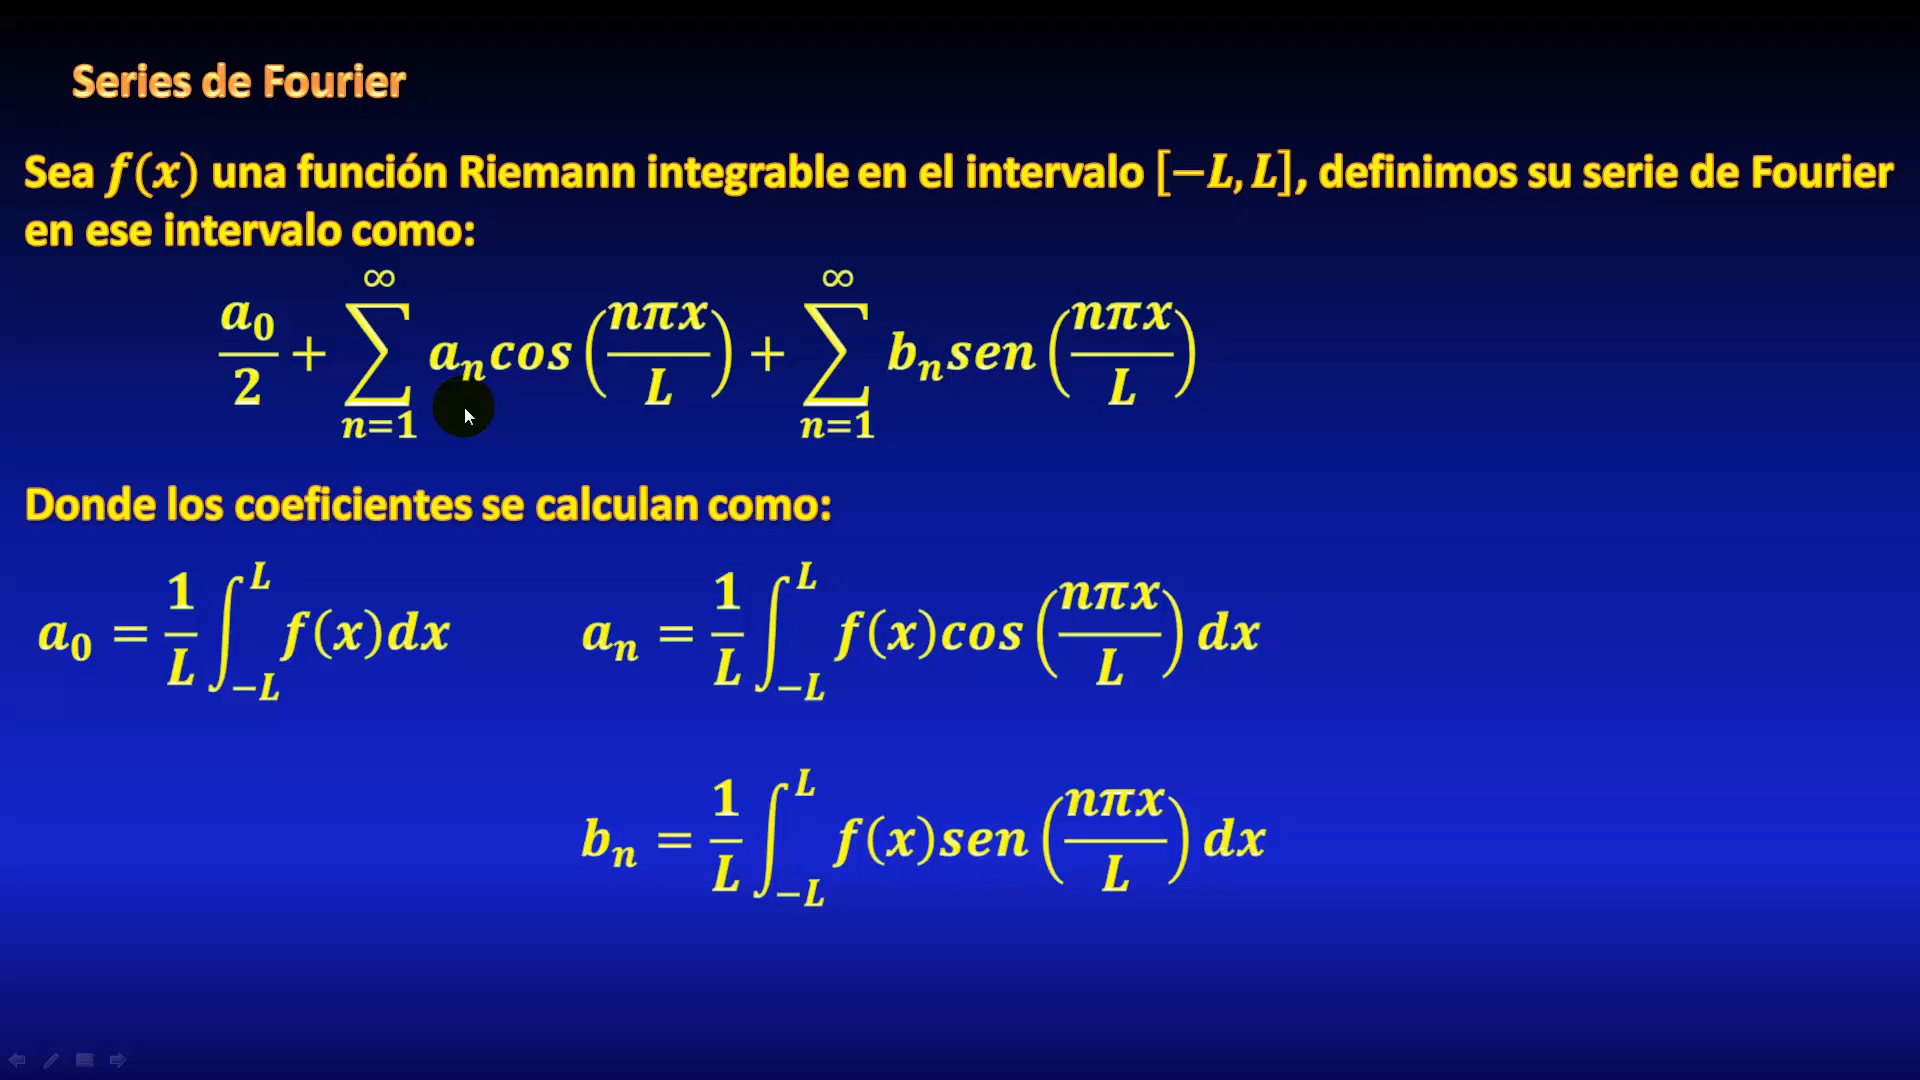 Series de Fourier
Sea f(x) una función Riemann integrable en el intervalo [−L, L], definimos su serie de Fourier
en ese intervalo como:
a₀/2 + ∑_{n=1}^{∞} aₙcos(nπx/L) + ∑_{n=1}^{∞} bₙsen(nπx/L)
Donde los coeficientes se calculan como:
a₀ = 1/L ∫_{−L}^{L} f(x)dx    aₙ = 1/L ∫_{−L}^{L} f(x)cos(nπx/L) dx
bₙ = 1/L ∫_{−L}^{L} f(x)sen(nπx/L) dx